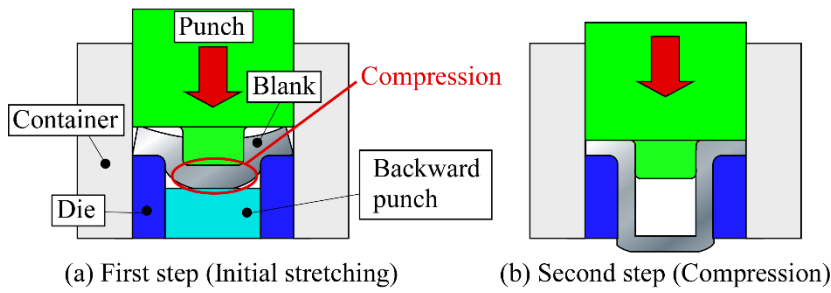 Punch
Compression
Blank
Container
Backward
punch
Die
(a) First step (Initial stretching)
(b) Second step (Compression)